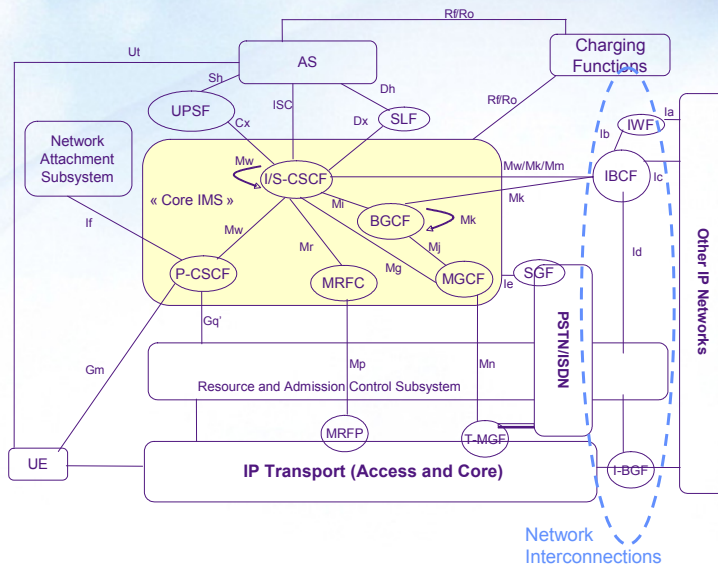 Rf/Ro
Ut
AS
Charging
Functions
Sh
ISC
Dh
Rf/Ro
UPSF
Cx
Dx
SLF
Ib
IWF
Ia
Network
Attachment
Subsystem
Mw
I/S-CSCF
Mw/Mk/Mm
IBCF
Ic
« Core IMS »
Mi
Mk
BGCF
Mk
If
Mw
Mr
Mj
Id
Mg
P-CSCF
MRFC
MGCF
Ie
SGF
Other IP Networks
Gq'
PSTN/ISDN
Gm
Mp
Mn
Resource and Admission Control Subsystem
MRFP
T-MGF
UE
IP Transport (Access and Core)
I-BGF
Network
Interconnections